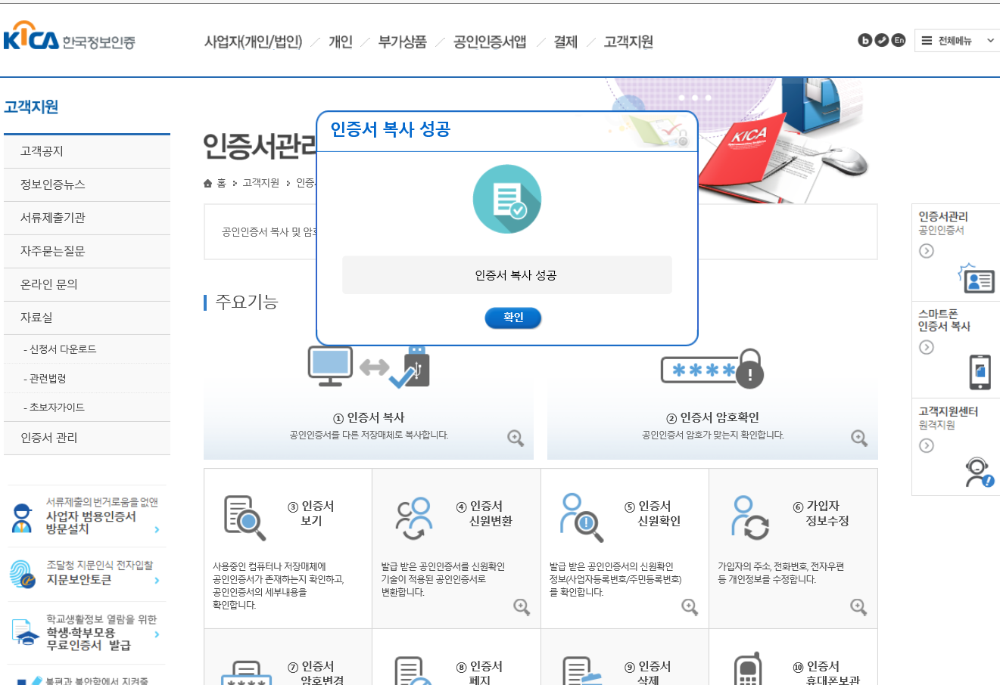 KICA 한국정보인증
사업자(개인/법인) / 개인 / 부가상품 / 공인인증서앱 / 결제 / 고객지원
b En 전체메뉴
고객지원
고객공지
정보인증뉴스
서류제출기관
자주묻는질문
온라인 문의
자료실
- 신청서 다운로드
- 관련법령
- 초보자가이드
인증서 관리
서류제출의 번거로움을 없앤
사업자 범용인증서
방문설치
조달청 지문인식 전자입찰
지문보안토큰
학교생활정보 열람을 위한
학생·학부모용
무료인증서 발급
불편과 불안함에서 지켜줄
인증서관리
홈 > 고객지원 >
공인인증서 복사 및
KICA
인증서 복사 성공
인증서 복사 성공
확인
주요기능
****
① 인증서 복사
공인인증서를 다른 저장매체로 복사합니다.
② 인증서 암호확인
공인인증서 암호가 맞는지 확인합니다.
③ 인증서
보기
사용중인 컴퓨터나 저장매체에
공인인증서가 존재하는지 확인하고,
공인인증서의 세부내용을
확인합니다.
④ 인증서
신원변환
발급 받은 공인인증서를 신원확인
기술이 적용된 공인인증서로
변환합니다.
⑤ 인증서
신원확인
발급 받은 공인인증서의 신원확인
정보(사업자등록번호/주민등록번호)
를 확인합니다.
⑥ 가입자
정보수정
가입자의 주소, 전화번호, 전자우편
등 개인정보를 수정합니다.
****
⑦ 인증서
암호변경
⑧ 인증서
폐지
⑨ 인증서
삭제
⑩ 인증서
휴대폰보관
인증서관리
공인인증서
스마트폰
인증서 복사
고객지원센터
원격지원